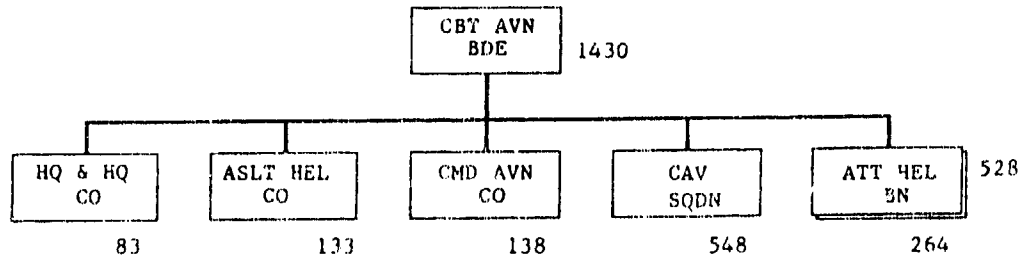 CBT AVN
BDE
1430
HQ & HQ
CO
ASLT HEL
CO
CMD AVN
CO
CAV
SQDN
ATT HEL
BN
528
83
133
138
548
264